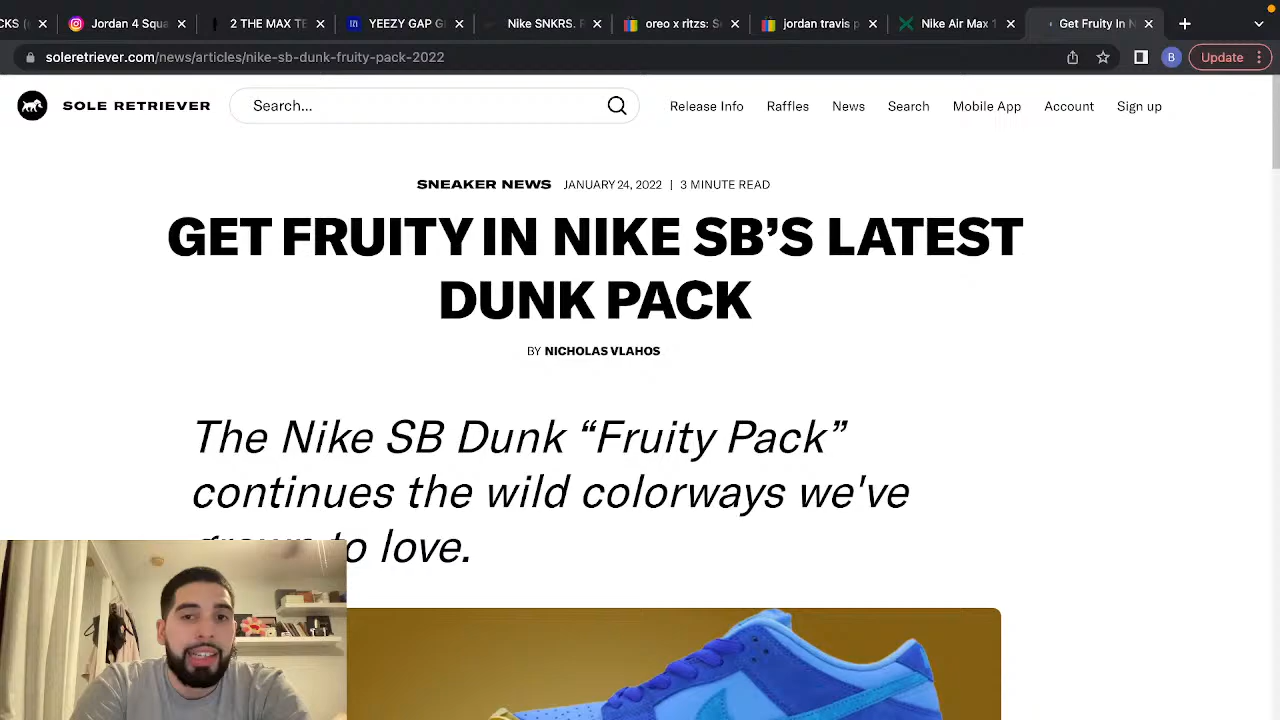 Jordan 4 Squa
2 THE MAX TE
YEEZY GAP G
Nike SNKRS. R
oreo x ritzs: S
jordan travis p
Nike Air Max 1
Get Fruity In N
soleretriever.com/news/articles/nike-sb-dunk-fruity-pack-2022
B
Update
SOLE RETRIEVER
Search...
Release Info
Raffles
News
Search
Mobile App
Account
Sign up
SNEAKER NEWS JANUARY 24, 2022 | 3 MINUTE READ
GET FRUITY IN NIKE SB’S LATEST
DUNK PACK
BY NICHOLAS VLAHOS
The Nike SB Dunk “Fruity Pack”
continues the wild colorways we've
to love.